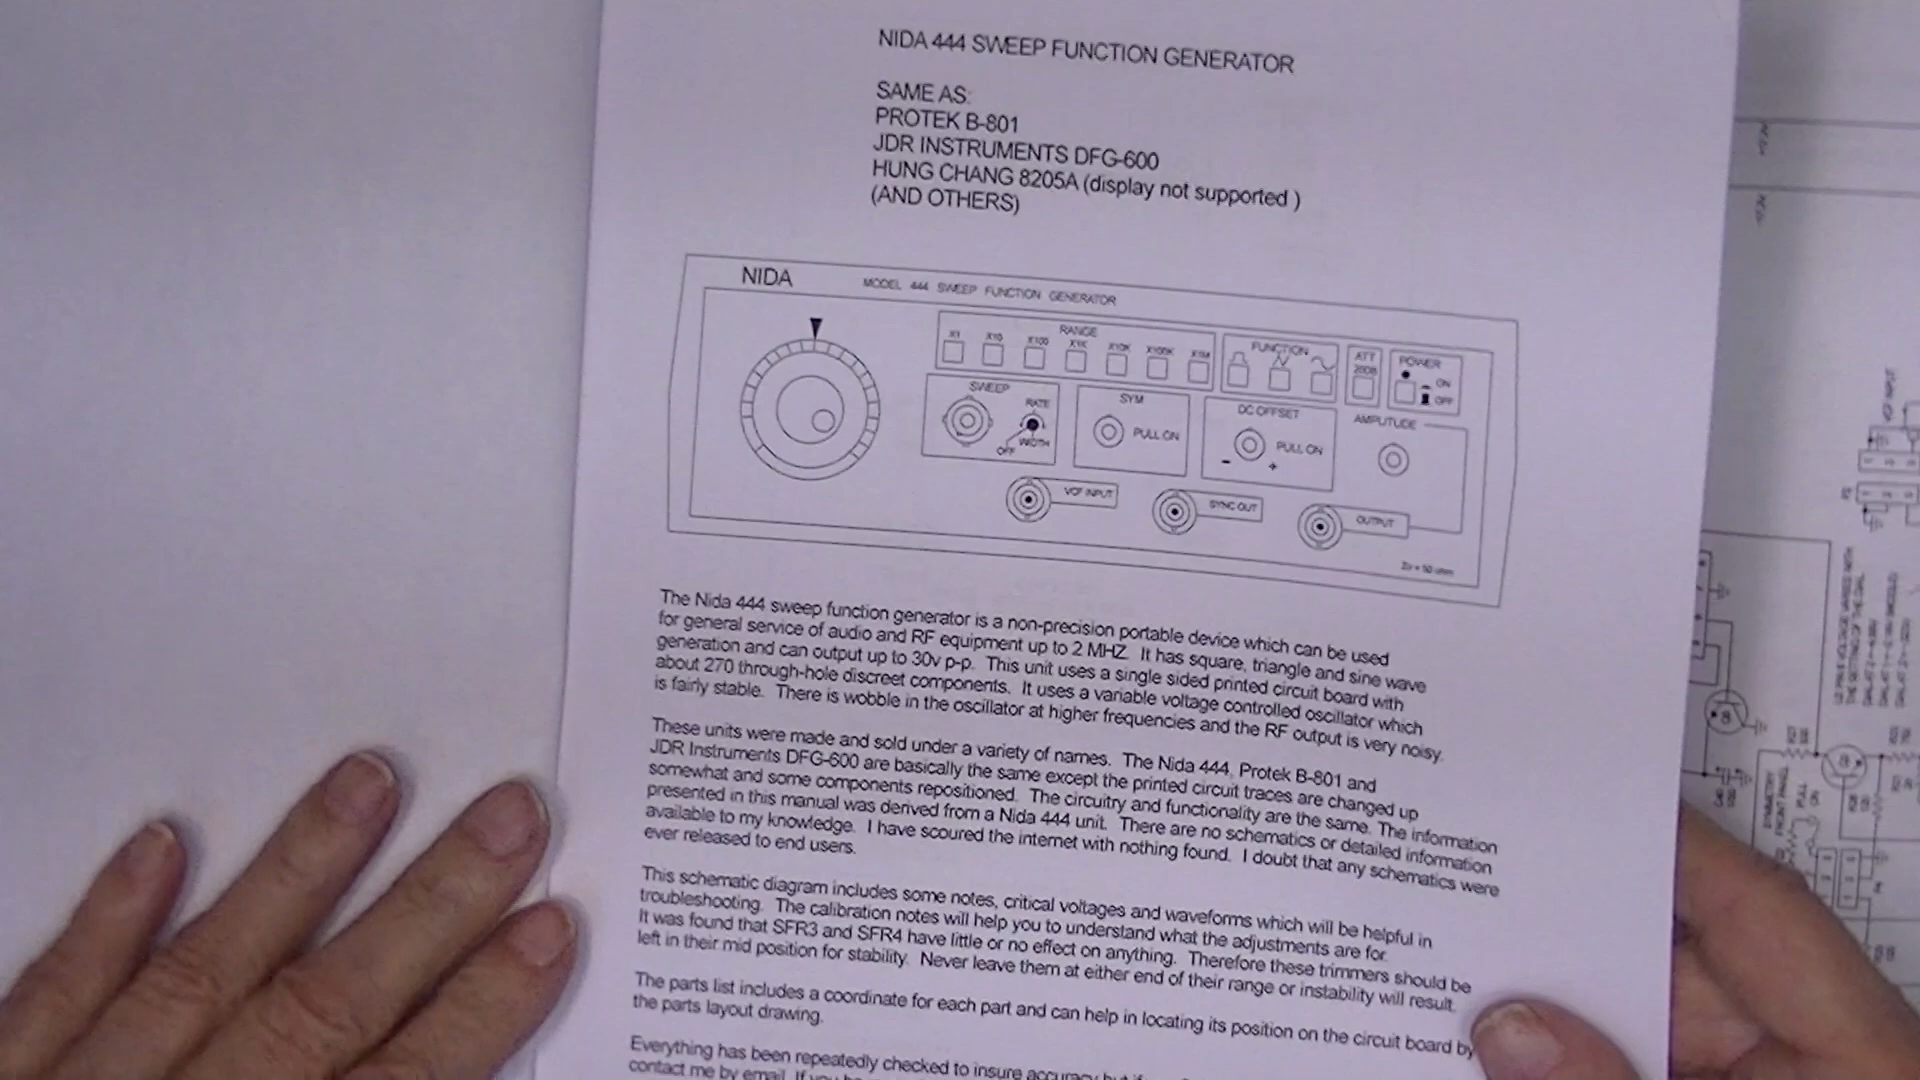 NIDA 444 SWEEP FUNCTION GENERATOR
SAME AS:
PROTEK B-801
JDR INSTRUMENTS DFG-600
HUNG CHANG 8205A (display not supported )
(AND OTHERS)
NIDA
MODEL 444 SWEEP FUNCTION GENERATOR
RANGE
X1 X10 X100 X1K X10K X100K X1M
FUNCTION
ATT
20DB
POWER
ON
OFF
SWEEP
RATE
WIDTH
OFF
SYM
PULL ON
DC OFFSET
PULL ON
- +
AMPLITUDE
VCF INPUT
SYNC OUT
OUTPUT
Zo = 50 ohm
The Nida 444 sweep function generator is a non-precision portable device which can be used
for general service of audio and RF equipment up to 2 MHZ. It has square, triangle and sine wave
generation and can output up to 30v p-p. This unit uses a single sided printed circuit board with
about 270 through-hole discreet components. It uses a variable voltage controlled oscillator which
is fairly stable. There is wobble in the oscillator at higher frequencies and the RF output is very noisy.
These units were made and sold under a variety of names. The Nida 444, Protek B-801 and
JDR Instruments DFG-600 are basically the same except the printed circuit traces are changed up
somewhat and some components repositioned. The circuitry and functionality are the same. The information
presented in this manual was derived from a Nida 444 unit. There are no schematics or detailed information
available to my knowledge. I have scoured the internet with nothing found. I doubt that any schematics were
ever released to end users.
This schematic diagram includes some notes, critical voltages and waveforms which will be helpful in
troubleshooting. The calibration notes will help you to understand what the adjustments are for.
It was found that SFR3 and SFR4 have little or no effect on anything. Therefore these trimmers should be
left in their mid position for stability. Never leave them at either end of their range or instability will result.
The parts list includes a coordinate for each part and can help in locating its position on the circuit board by
the parts layout drawing.
Everything has been repeatedly checked to insure accuracy but if
contact me by email. If you